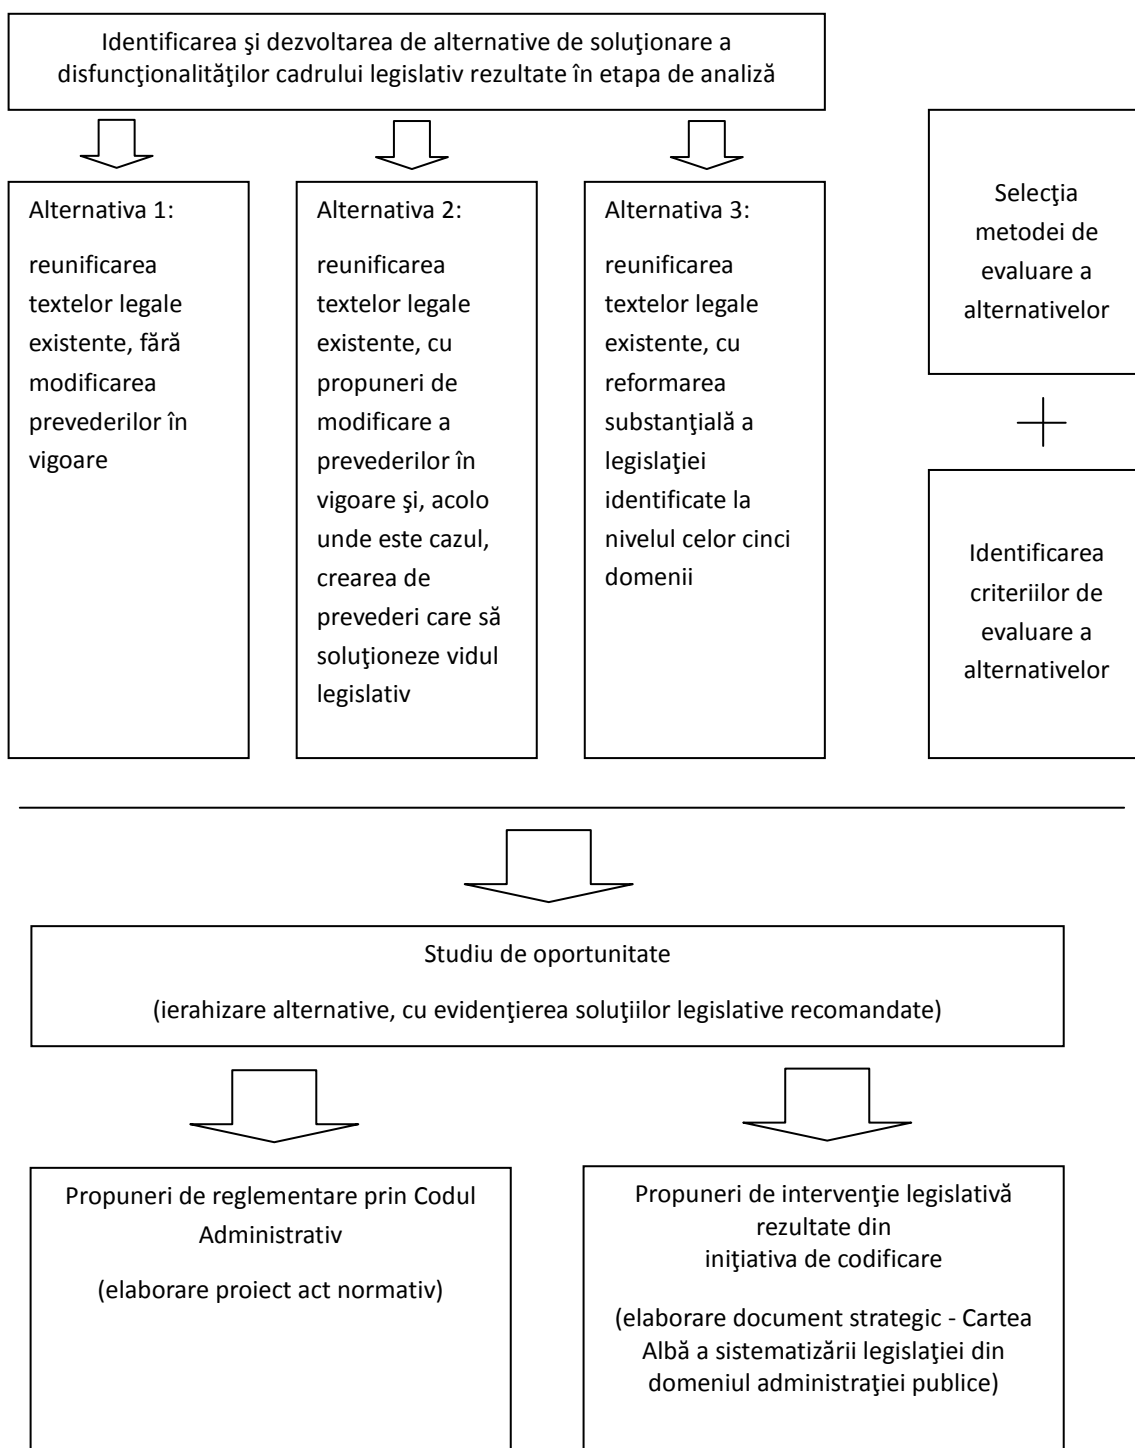 Identificarea şi dezvoltarea de alternative de soluţionare a
disfuncţionalităţilor cadrului legislativ rezultate în etapa de analiză
Alternativa 1:
reunificarea
textelor legale
existente, fără
modificarea
prevederilor în
vigoare
Alternativa 2:
reunificarea
textelor legale
existente, cu
propuneri de
modificare a
prevederilor în
vigoare şi, acolo
unde este cazul,
crearea de
prevederi care să
soluţioneze vidul
legislativ
Alternativa 3:
reunificarea
textelor legale
existente, cu
reformarea
substanţială a
legislaţiei
identificate la
nivelul celor cinci
domenii
Selecţia
metodei de
evaluare a
alternativelor
Identificarea
criteriilor de
evaluare a
alternativelor
Studiu de oportunitate
(ierahizare alternative, cu evidenţierea soluţiilor legislative recomandate)
Propuneri de reglementare prin Codul
Administrativ
(elaborare proiect act normativ)
Propuneri de intervenţie legislativă
rezultate din
iniţiativa de codificare
(elaborare document strategic - Cartea
Albă a sistematizării legislaţiei din
domeniul administraţiei publice)